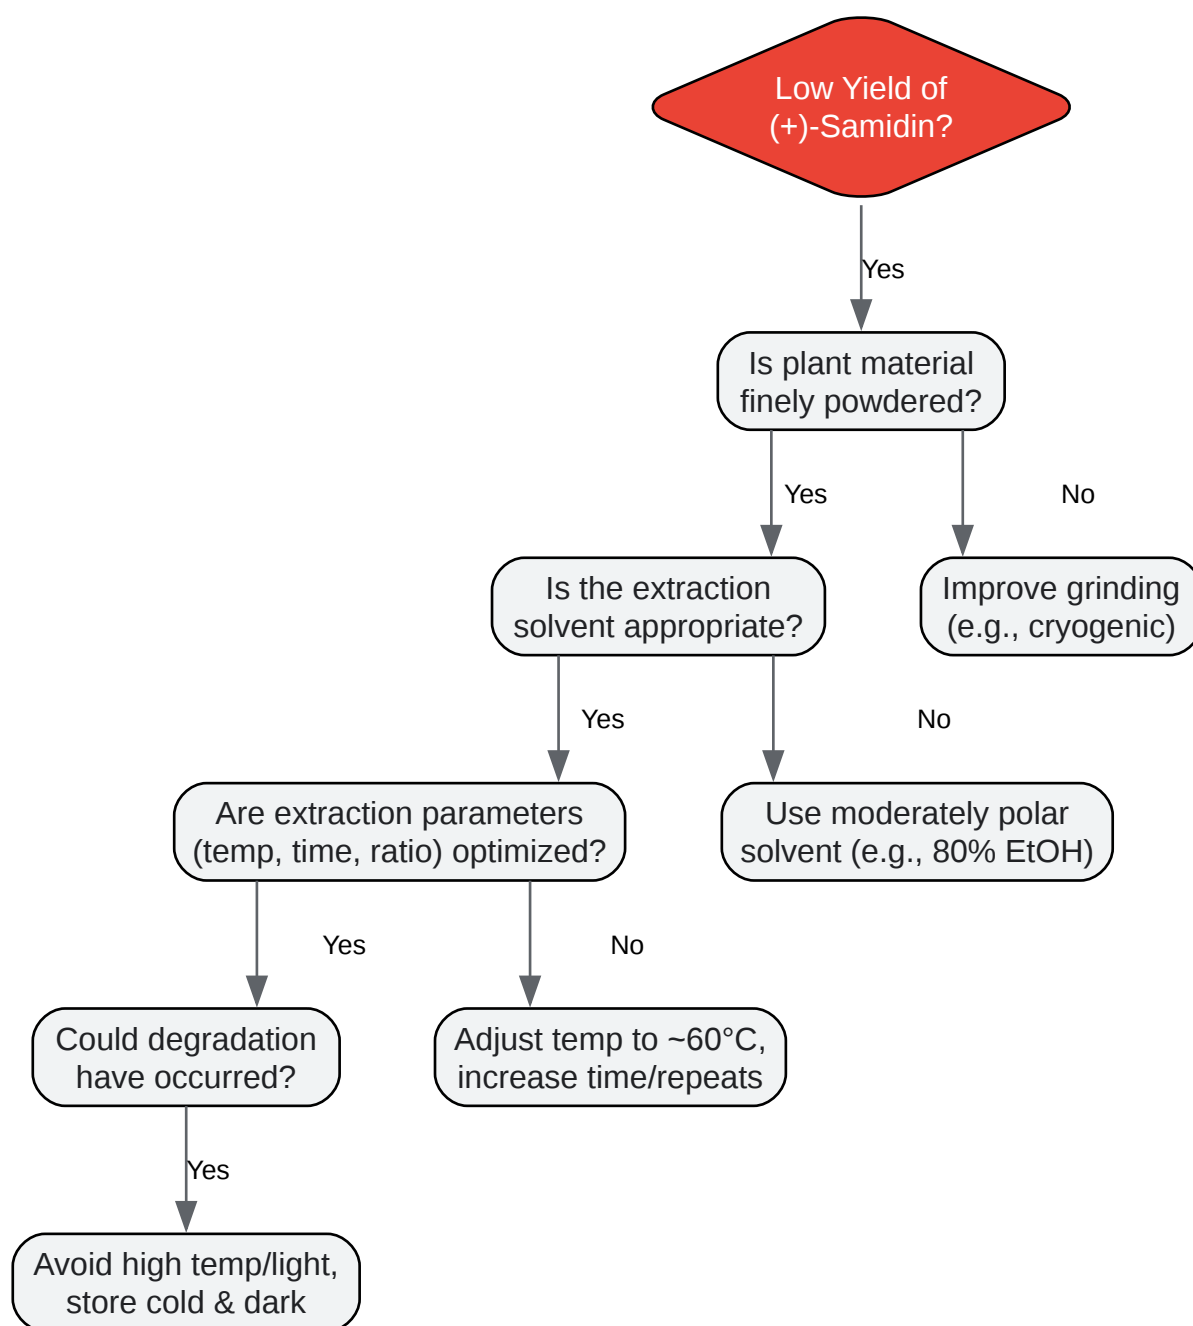 Low Yield of
(+)-Samidin?
Yes
Is plant material
finely powdered?
Yes
No
Is the extraction
solvent appropriate?
Improve grinding
(e.g., cryogenic)
Yes
No
Are extraction parameters
(temp, time, ratio) optimized?
Use moderately polar
solvent (e.g., 80% EtOH)
Yes
No
Could degradation
have occurred?
Adjust temp to ~60°C,
increase time/repeats
Yes
Avoid high temp/light,
store cold & dark